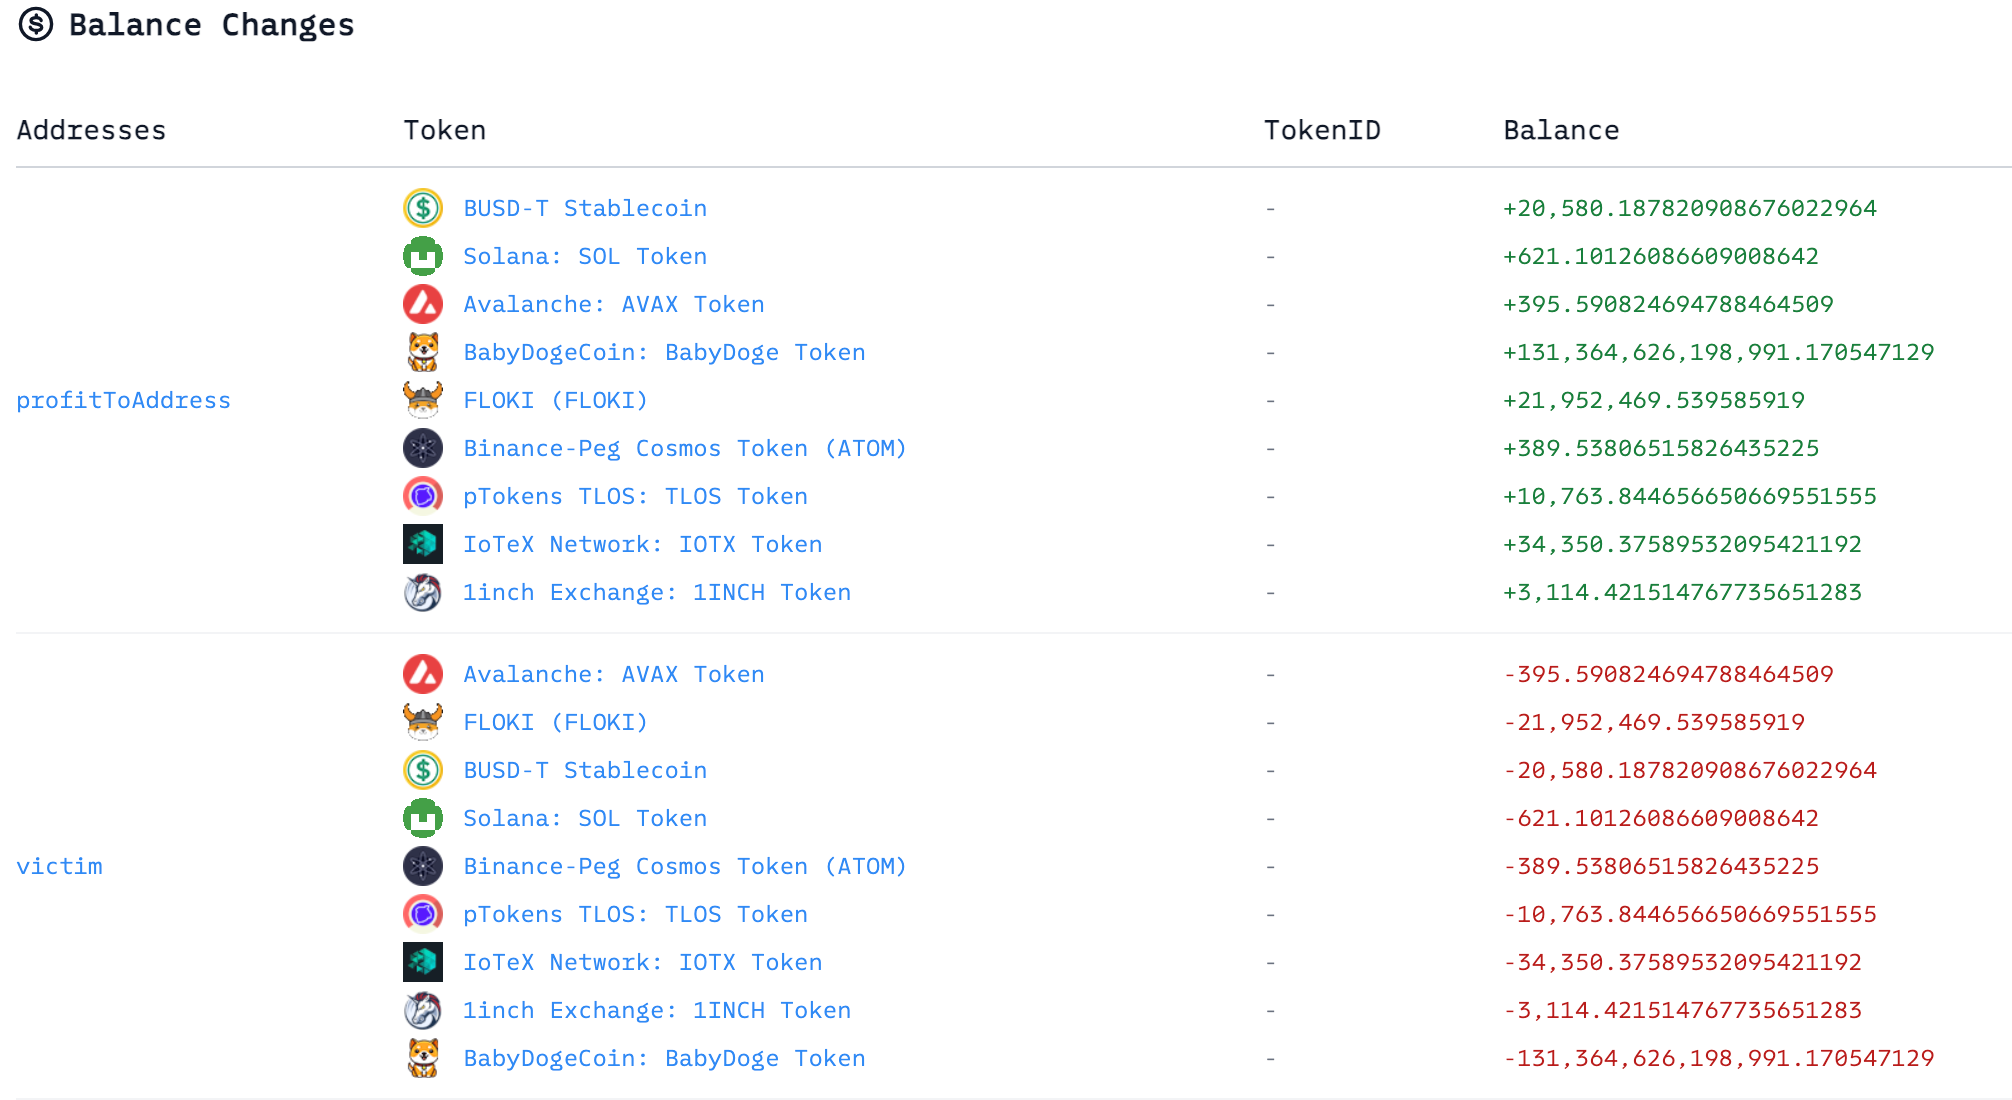 Balance Changes
Addresses Token TokenID Balance
BUSD-T Stablecoin - +20,580.187820908676022964
Solana: SOL Token - +621.10126086609008642
Avalanche: AVAX Token - +395.590824694788464509
BabyDogeCoin: BabyDoge Token - +131,364,626,198,991.170547129
profitToAddress FLOKI (FLOKI) - +21,952,469.539585919
Binance-Peg Cosmos Token (ATOM) - +389.53806515826435225
pTokens TLOS: TLOS Token - +10,763.844656650669551555
IoTeX Network: IOTX Token - +34,350.37589532095421192
1inch Exchange: 1INCH Token - +3,114.421514767735651283
Avalanche: AVAX Token - -395.590824694788464509
FLOKI (FLOKI) - -21,952,469.539585919
BUSD-T Stablecoin - -20,580.187820908676022964
Solana: SOL Token - -621.10126086609008642
victim Binance-Peg Cosmos Token (ATOM) - -389.53806515826435225
pTokens TLOS: TLOS Token - -10,763.844656650669551555
IoTeX Network: IOTX Token - -34,350.37589532095421192
1inch Exchange: 1INCH Token - -3,114.421514767735651283
BabyDogeCoin: BabyDoge Token - -131,364,626,198,991.170547129